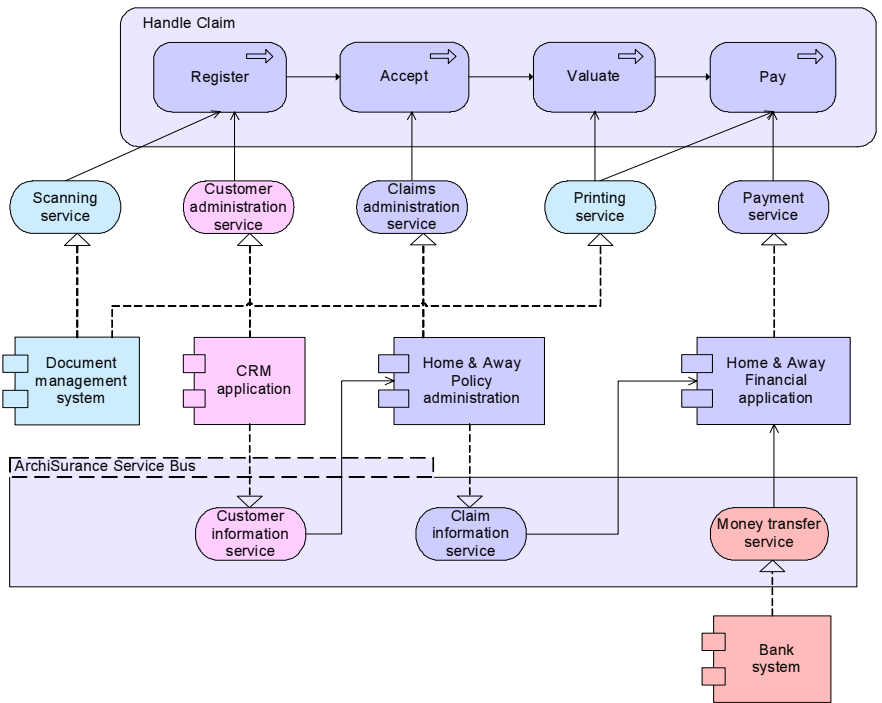 Handle Claim
Register
Accept
Valuate
Pay
Scanning
service
Customer
administration
service
Claims
administration
service
Printing
service
Payment
service
Document
management
system
CRM
application
Home & Away
Policy
administration
Home & Away
Financial
application
ArchiSurance Service Bus
Customer
information
service
Claim
information
service
Money transfer
service
Bank
system